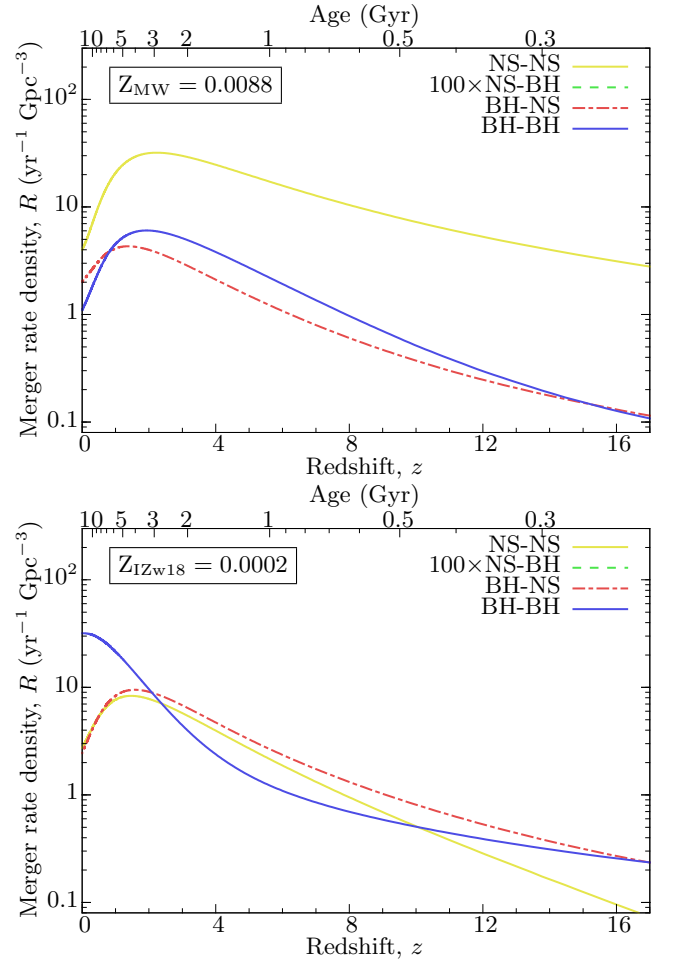 Age (Gyr)
10 5 3 2 1 0.5 0.3
Z_MW = 0.0088
NS-NS
100×NS-BH
BH-NS
BH-BH
Merger rate density, R (yr⁻¹ Gpc⁻³)
10²
10
1
0.1
0 4 8 12 16
Redshift, z
Age (Gyr)
10 5 3 2 1 0.5 0.3
Z_IZw18 = 0.0002
NS-NS
100×NS-BH
BH-NS
BH-BH
Merger rate density, R (yr⁻¹ Gpc⁻³)
10²
10
1
0.1
0 4 8 12 16
Redshift, z